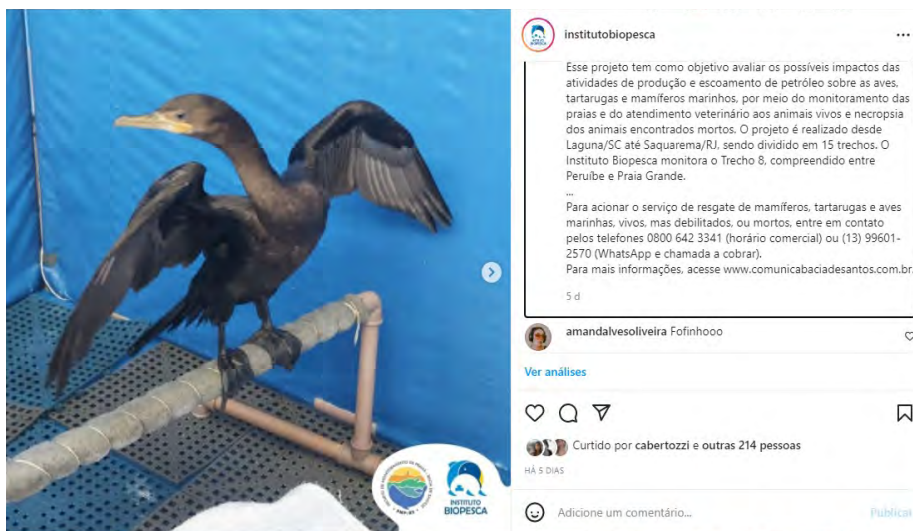 institutobiopesca
Esse projeto tem como objetivo avaliar os possíveis impactos das
atividades de produção e escoamento de petróleo sobre as aves,
tartarugas e mamíferos marinhos, por meio do monitoramento das
praias e do atendimento veterinário aos animais vivos e necropsia
dos animais encontrados mortos. O projeto é realizado desde
Laguna/SC até Saquarema/RJ, sendo dividido em 15 trechos. O
Instituto Biopesca monitora o Trecho 8, compreendido entre
Peruíbe e Praia Grande.
...
Para acionar o serviço de resgate de mamíferos, tartarugas e aves
marinhas, vivos, mas debilitados, ou mortos, entre em contato
pelos telefones 0800 642 3341 (horário comercial) ou (13) 99601-
2570 (WhatsApp e chamada a cobrar).
Para mais informações, acesse www.comunicabaciadesantos.com.br.
5 d
amandalvesoliveira Fofinhooo
Ver análises
Curtido por cabertozzi e outras 214 pessoas
HÁ 5 DIAS
Adicione um comentário...
Publicar
INSTITUTO
BIOPESCA